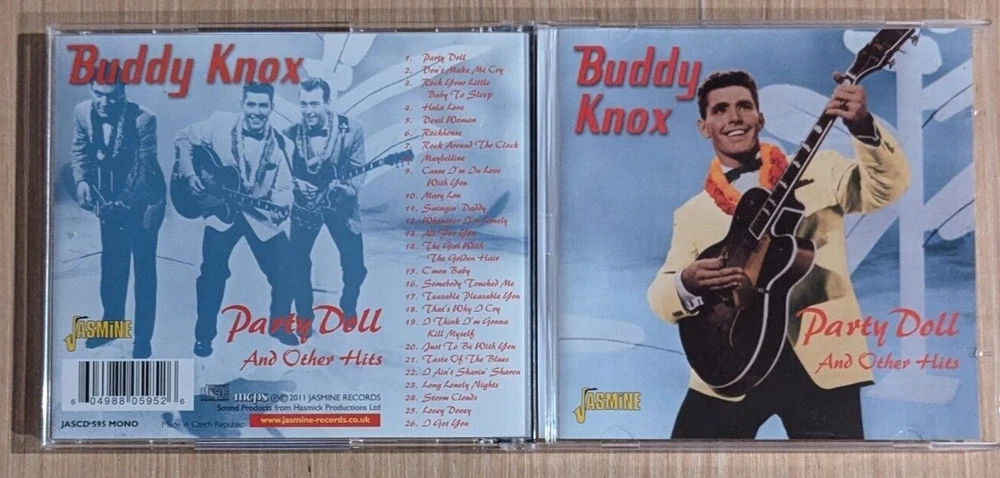 Buddy Knox
1. Party Doll
2. Don't Make Me Cry
3. Rock Your Little
Baby To Sleep
4. Hula Love
5. Devil Woman
6. Rockhouse
7. Rock Around The Clock
8. Maybelline
9. Cause I'm In Love
With You
10. Mary Lou
11. Swingin' Daddy
12. Whenever I'm Lonely
13. All For You
14. The Girl With
The Golden Hair
15. C'mon Baby
16. Somebody Touched Me
17. Teasable Pleasable You
18. That's Why I Cry
19. I Think I'm Gonna
Kill Myself
20. Just To Be With You
21. Taste Of The Blues
22. I Ain't Sharin' Sharon
23. Long Lonely Nights
24. Storm Clouds
25. Lovey Dovey
26. I Got You
Party Doll
And Other Hits
JASMINE
6 04988 05952 6
JASCD 595 MONO
mcps ℗©2011 JASMINE RECORDS
Sound Products from Hasmick Productions Ltd
Made in Czech Republic
www.jasmine-records.co.uk
Buddy
Knox
Party Doll
And Other Hits
JASMINE